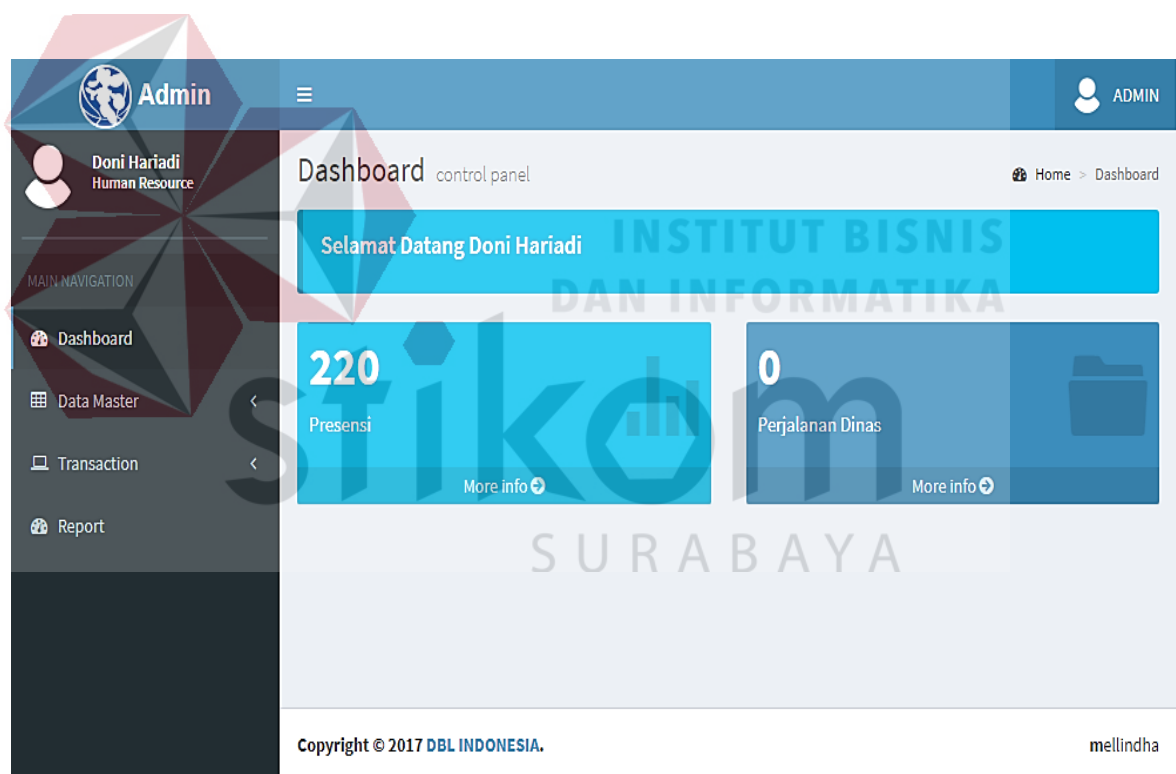 Admin
ADMIN
Doni Hariadi
Human Resource
Dashboard control panel
Home > Dashboard
Selamat Datang Doni Hariadi
MAIN NAVIGATION
Dashboard
Data Master
Transaction
Report
220
Presensi
More info
0
Perjalanan Dinas
More info
INSTITUT BISNIS
DAN INFORMATIKA
stikom
SURABAYA
Copyright © 2017 DBL INDONESIA.
mellindha